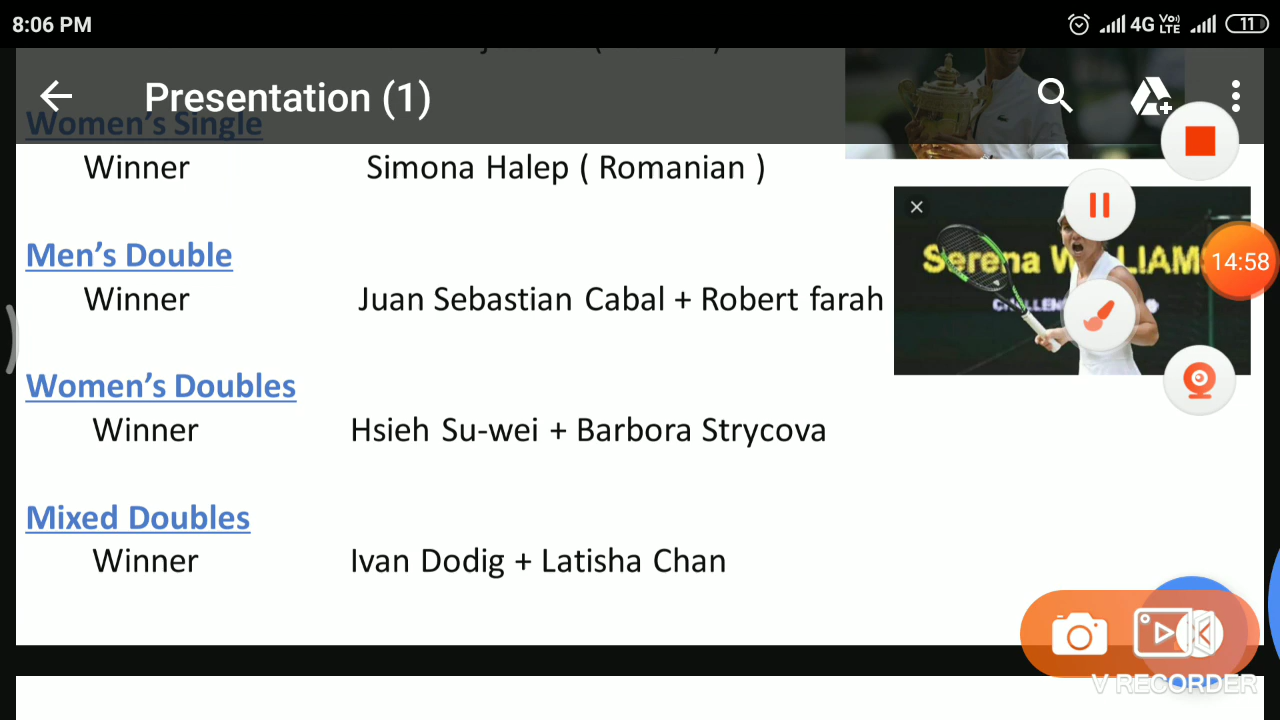 8:06 PM
4G Vo) LTE
11
Presentation (1)
Women's Single
Winner Simona Halep ( Romanian )
Serena WILLIAMS
Men's Double
14:58
Winner Juan Sebastian Cabal + Robert farah
Women's Doubles
Winner Hsieh Su-wei + Barbora Strycova
Mixed Doubles
Winner Ivan Dodig + Latisha Chan
V RECORDER